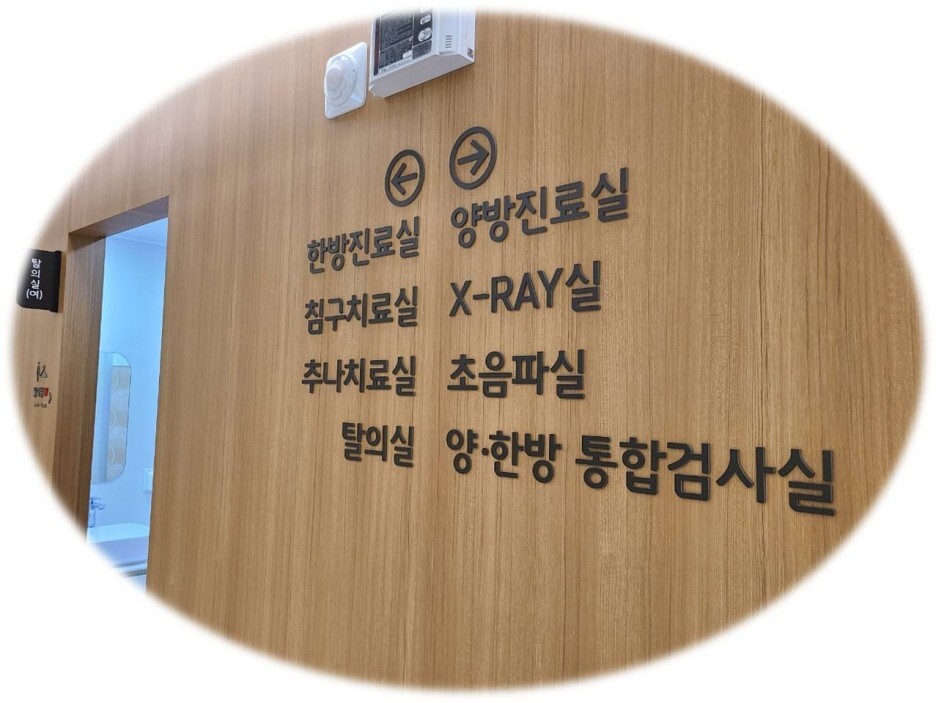 ← →
한방진료실 양방진료실
침구치료실 X-RAY실
추나치료실 초음파실
탈의실 양·한방 통합검사실
탈의실(여)